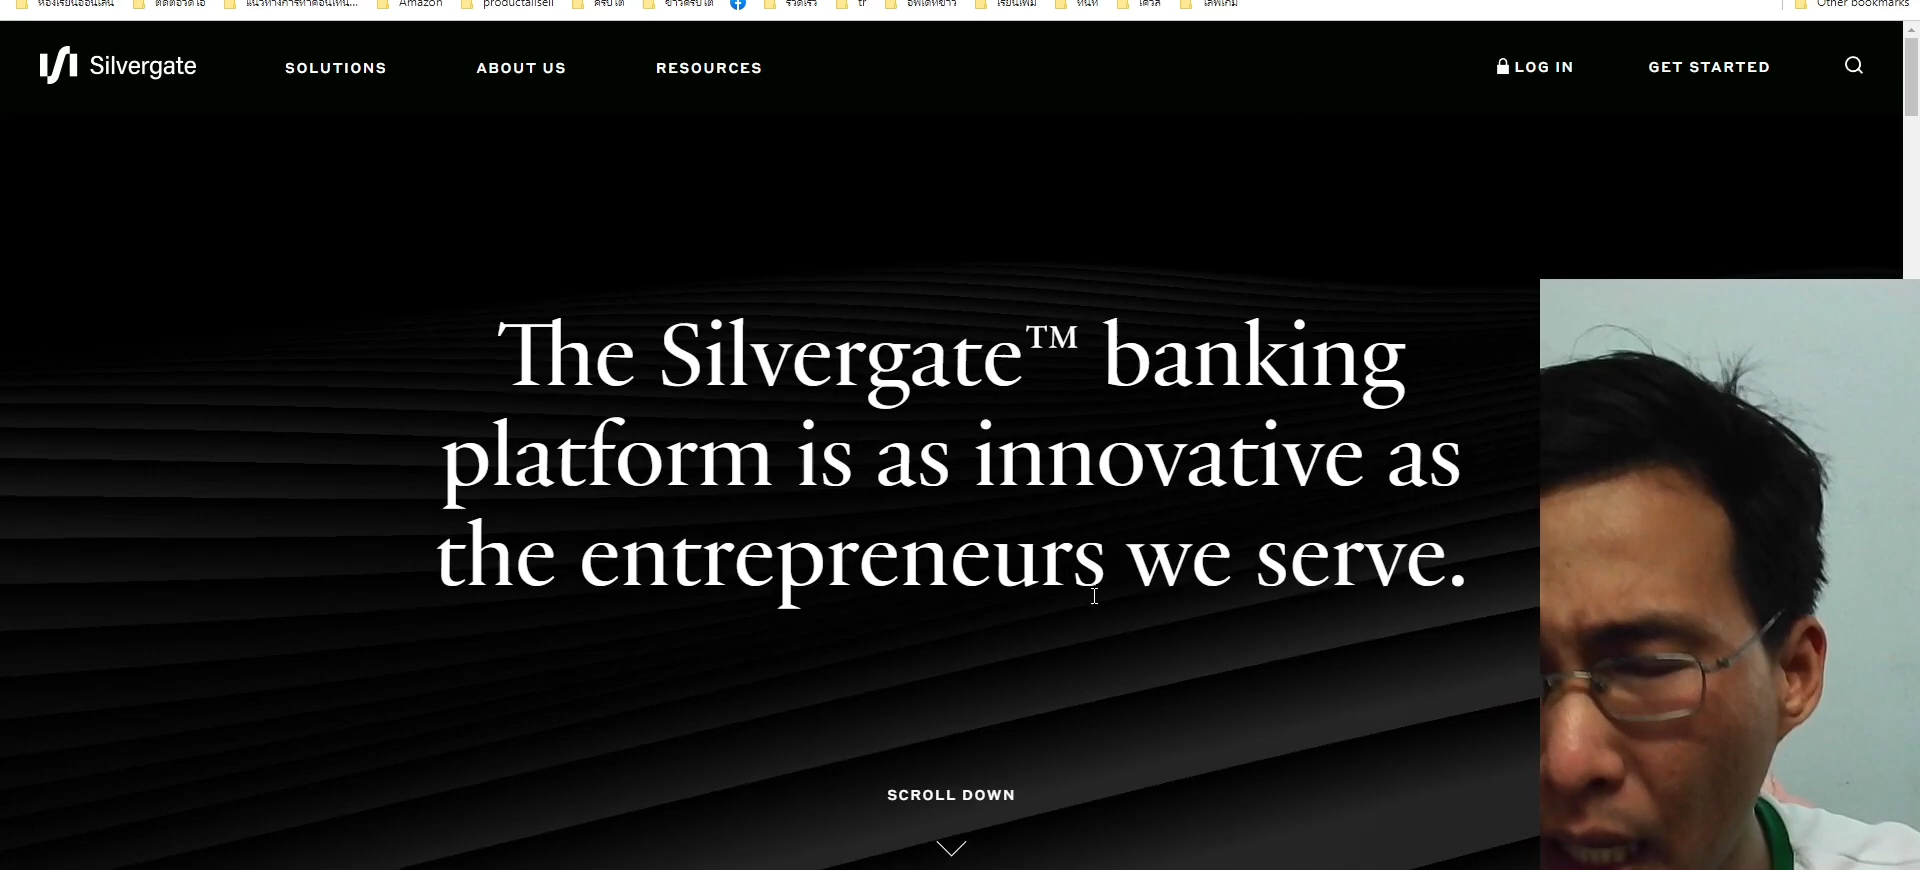 Amazon
productallsell
tr
Other bookmarks
Silvergate
SOLUTIONS
ABOUT US
RESOURCES
LOG IN
GET STARTED
The Silvergate™ banking
platform is as innovative as
the entrepreneurs we serve.
SCROLL DOWN